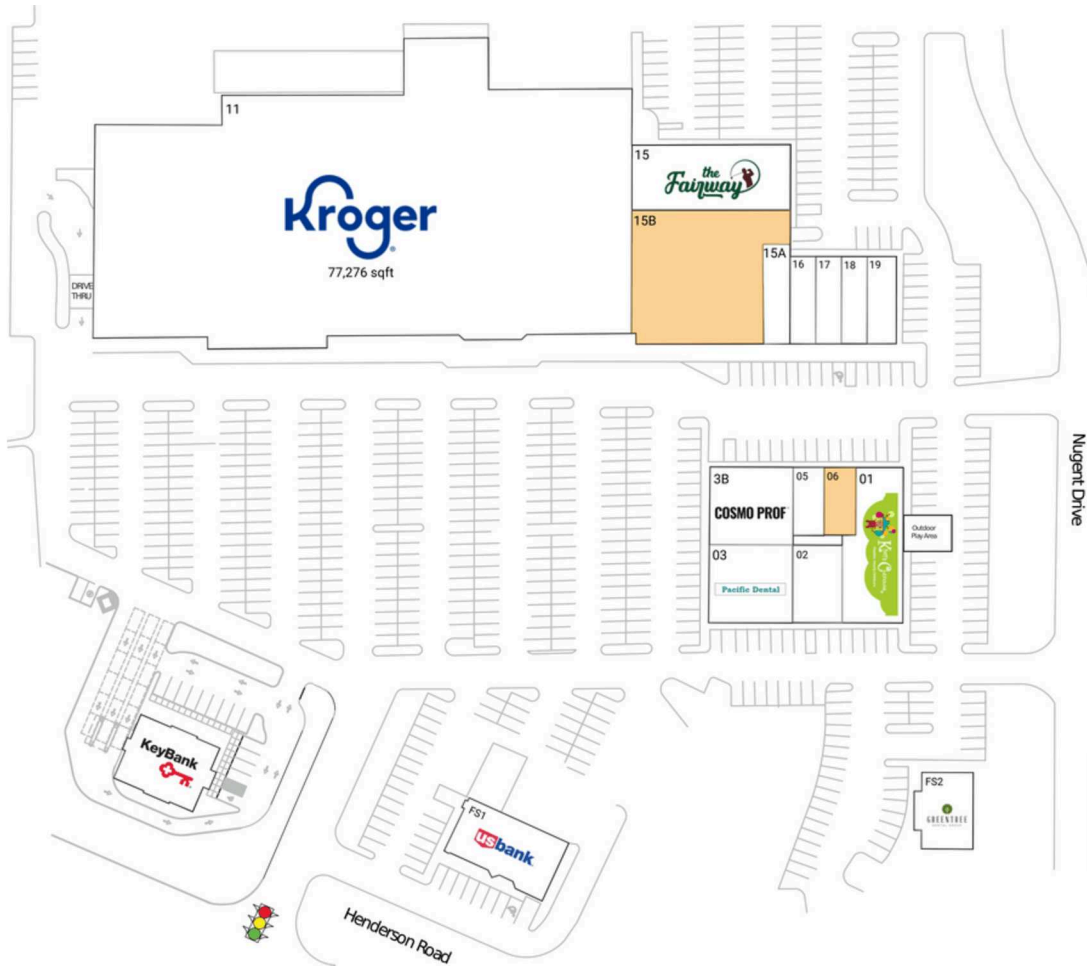 11
Kroger
77,276 sqft
DRIVE
THRU
15
the
Fairway
15B
15A
16
17
18
19
Nugent Drive
3B
COSMO PROF
05
06
01
Outdoor
Play Area
03
Pacific Dental
02
KeyBank
FS1
usbank
FS2
GREENTREE
Henderson Road